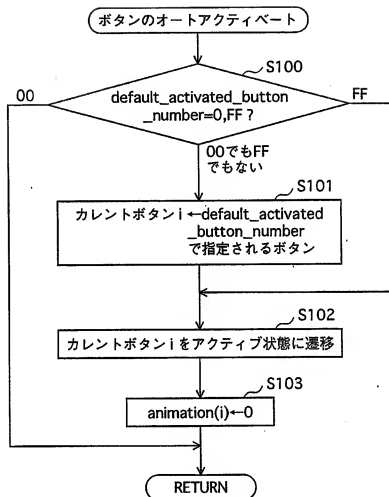 ボタンのオートアクティベート
S100
00
FF
default_activated_button
_number=0,FF?
00でもFF
でもない
S101
カレントボタンi←default_activated
_button_number
で指定されるボタン
S102
カレントボタンiをアクティブ状態に遷移
S103
animation(i)←0
RETURN